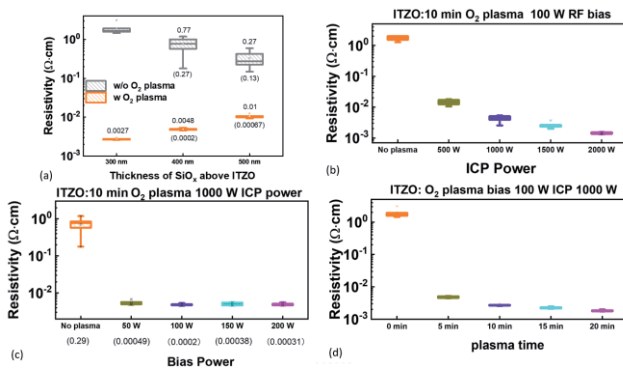 Resistivity (Ω·cm)
10⁰
10⁻¹
10⁻²
10⁻³
0.77
0.27
(0.27)
(0.13)
w/o O₂ plasma
w O₂ plasma
0.0027
0.0048
(0.0002)
0.01
(0.00067)
300 nm
400 nm
500 nm
Thickness of SiOₓ above ITZO
(a)
ITZO:10 min O₂ plasma 100 W RF bias
Resistivity (Ω·cm)
10⁰
10⁻¹
10⁻²
10⁻³
No plasma
500 W
1000 W
1500 W
2000 W
ICP Power
(b)
ITZO:10 min O₂ plasma 1000 W ICP power
Resistivity (Ω·cm)
10⁰
10⁻¹
10⁻²
No plasma
50 W
100 W
150 W
200 W
(0.29)
(0.00049)
(0.0002)
(0.00038)
(0.00031)
Bias Power
(c)
ITZO: O₂ plasma bias 100 W ICP 1000 W
Resistivity (Ω·cm)
10⁰
10⁻¹
10⁻²
10⁻³
0 min
5 min
10 min
15 min
20 min
plasma time
(d)